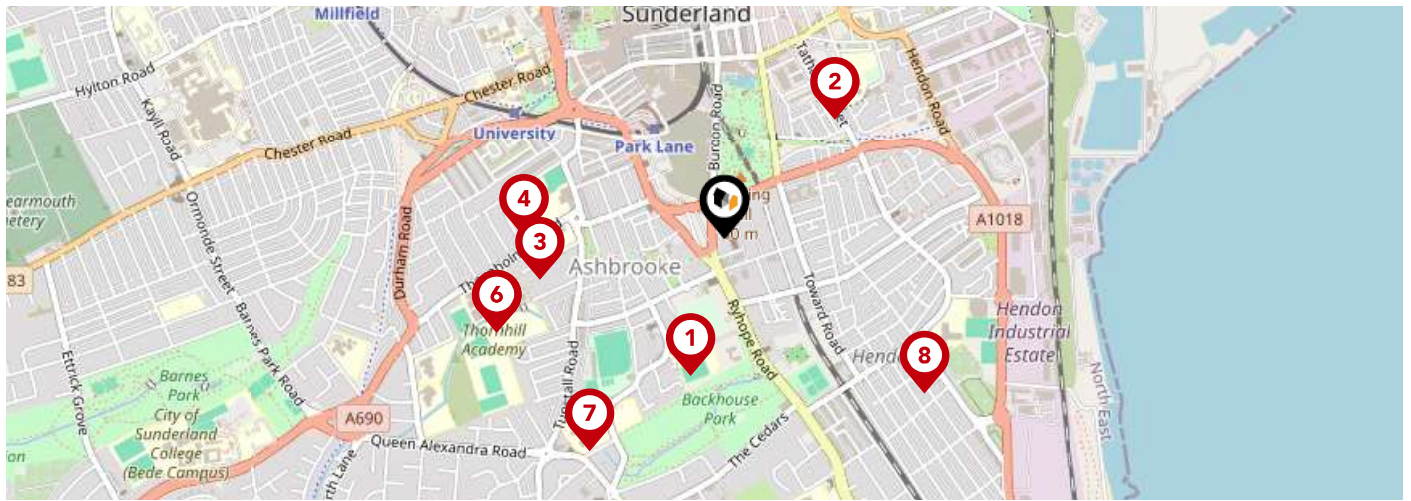 Millfield
Sunderland
Hylton Road
Kayll Road
Chester Road
Chester Road
University
Park Lane
Burdon Road
Hendon Road
2
A1018
Ormonde Street
Durham Road
4
3
Ashbrooke
6
Thornhill
Academy
83
Barnes Park Road
Ettrick Grove
Barnes
Park
City of
Sunderland
College
(Bede Campus)
A690
Queen Alexandra Road
Tunstall Road
7
1
Backhouse
Park
Ryhope Road
The Cedars
Toward Road
8
Hendon
Industrial
Estate
North East